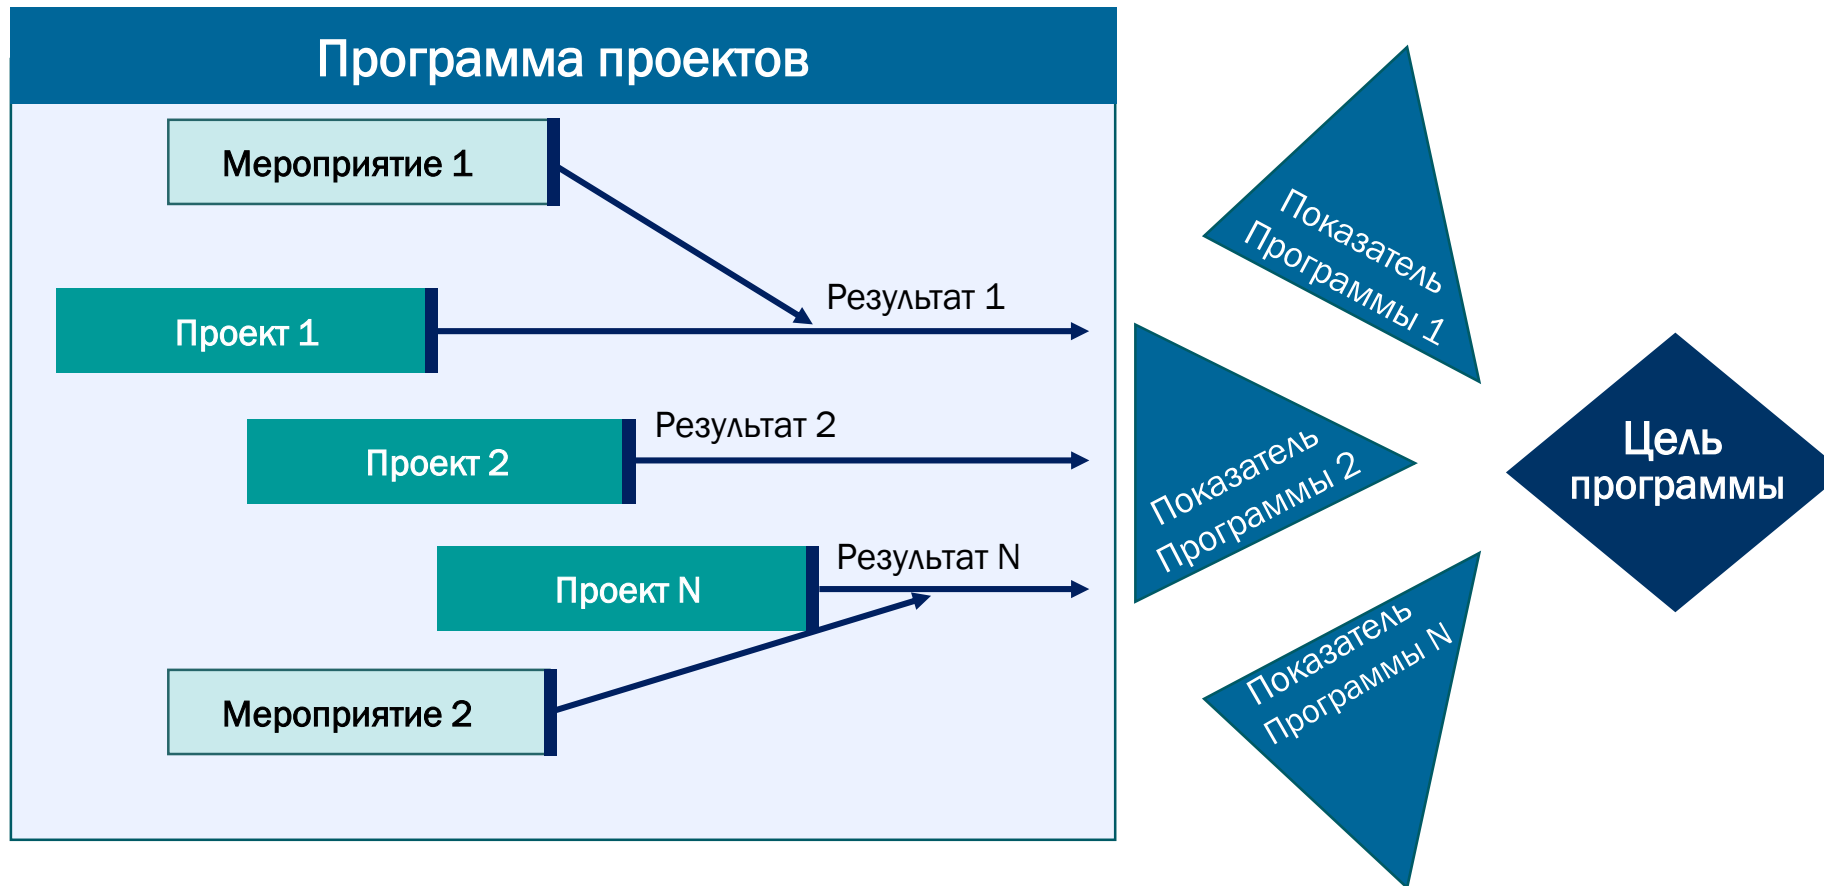 Программа проектов
Мероприятие 1
Результат 1
Проект 1
Результат 2
Проект 2
Результат N
Проект N
Мероприятие 2
Показатель
Программы 1
Показатель
Программы 2
Показатель
Программы N
Цель
программы